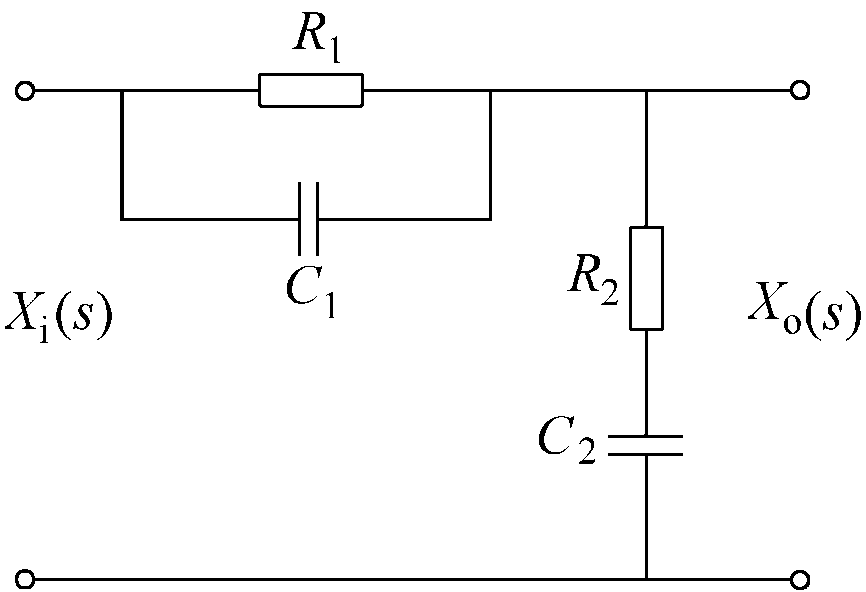 R₁
C₁
R₂
Xᵢ(s)
Xₒ(s)
C₂